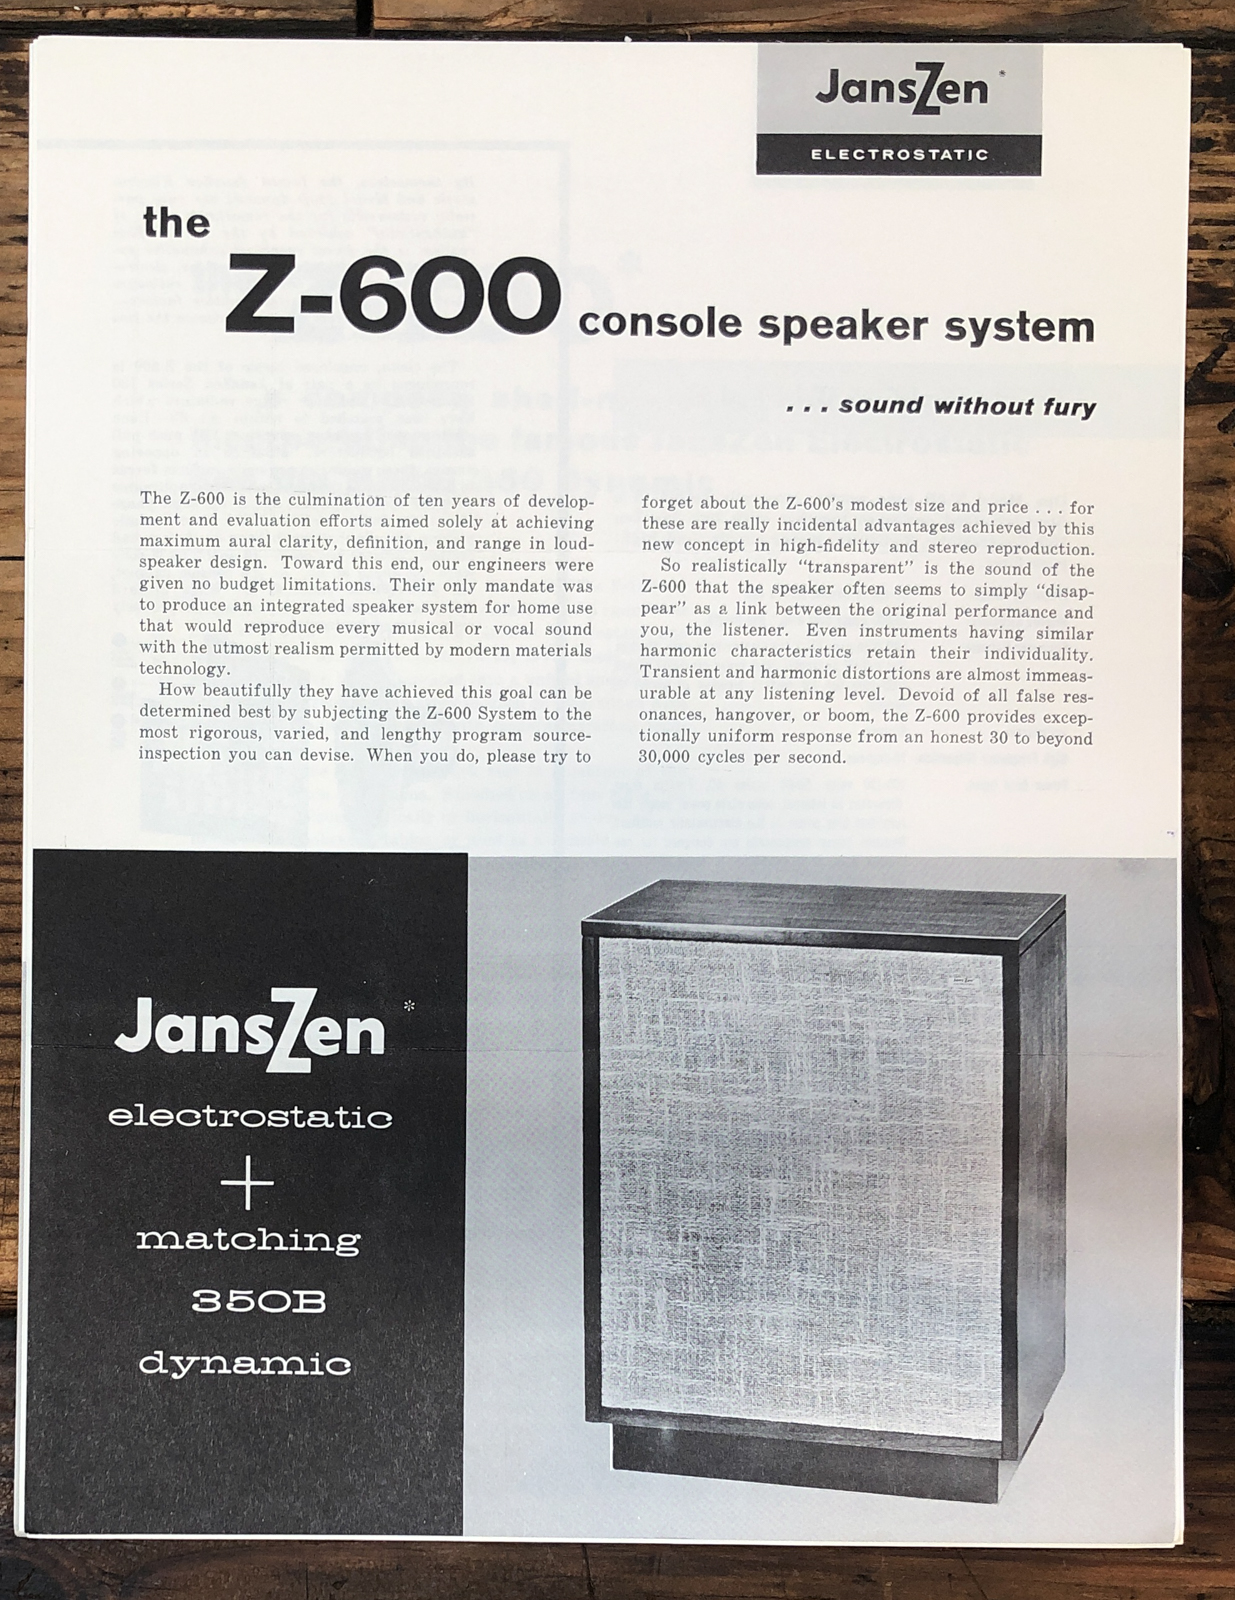 JansZen*
ELECTROSTATIC
the
Z-600 console speaker system
. . . sound without fury
The Z-600 is the culmination of ten years of develop-
ment and evaluation efforts aimed solely at achieving
maximum aural clarity, definition, and range in loud-
speaker design. Toward this end, our engineers were
given no budget limitations. Their only mandate was
to produce an integrated speaker system for home use
that would reproduce every musical or vocal sound
with the utmost realism permitted by modern materials
technology.
How beautifully they have achieved this goal can be
determined best by subjecting the Z-600 System to the
most rigorous, varied, and lengthy program source-
inspection you can devise. When you do, please try to
forget about the Z-600's modest size and price . . . for
these are really incidental advantages achieved by this
new concept in high-fidelity and stereo reproduction.
So realistically “transparent” is the sound of the
Z-600 that the speaker often seems to simply “disap-
pear” as a link between the original performance and
you, the listener. Even instruments having similar
harmonic characteristics retain their individuality.
Transient and harmonic distortions are almost immeas-
urable at any listening level. Devoid of all false res-
onances, hangover, or boom, the Z-600 provides excep-
tionally uniform response from an honest 30 to beyond
30,000 cycles per second.
JansZen*
electrostatic
+
matching
350B
dynamic